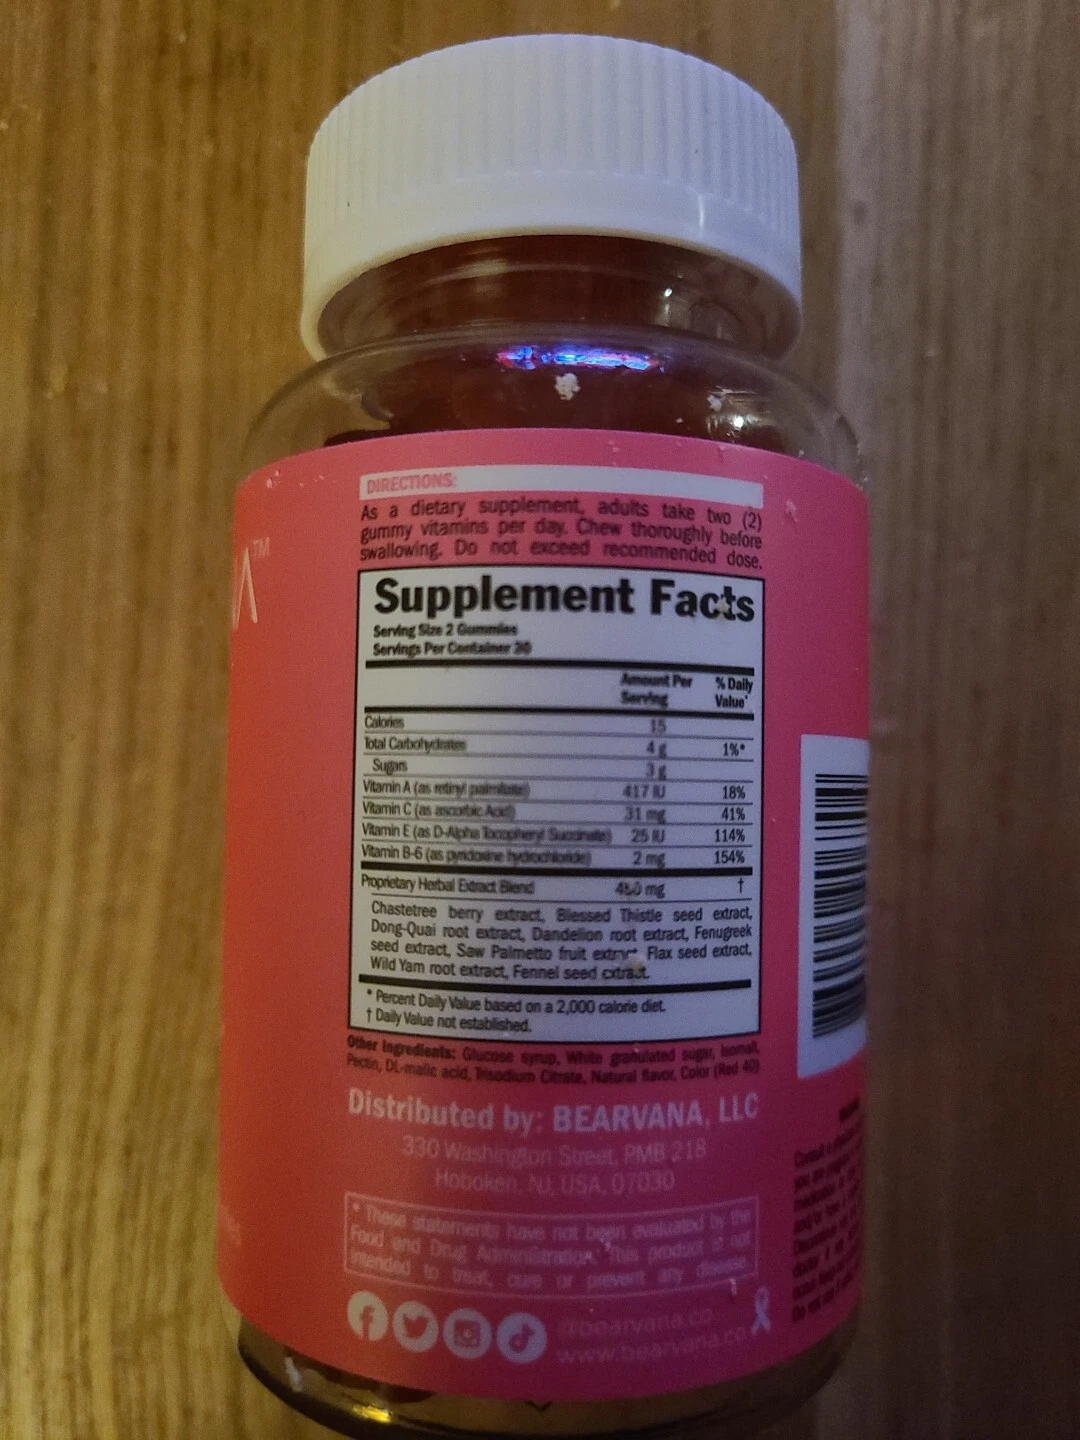 TM
DIRECTIONS:
As a dietary supplement, adults take two (2)
gummy vitamins per day. Chew thoroughly before
swallowing. Do not exceed recommended dose.
Supplement Facts
Serving Size 2 Gummies
Servings Per Container 30
Amount Per Serving % Daily Value*
Calories 15
Total Carbohydrates 4 g 1%*
Sugars 3 g
Vitamin A (as retinyl palmitate) 417 IU 18%
Vitamin C (as ascorbic Acid) 31 mg 41%
Vitamin E (as D-Alpha Tocopheryl Succinate) 25 IU 114%
Vitamin B-6 (as pyridoxine hydrochloride) 2 mg 154%
Proprietary Herbal Extract Blend mg †
Chastetree berry extract, Blessed Thistle seed extract,
Dong-Quai root extract, Dandelion root extract, Fenugreek
seed extract, Saw Palmetto fruit extract, Flax seed extract,
Wild Yam root extract, Fennel seed extract.
* Percent Daily Value based on a 2,000 calorie diet.
† Daily Value not established.
Other Ingredients: Glucose syrup, White granulated sugar, Isomalt,
Pectin, DL-malic acid, Trisodium Citrate, Natural flavor, Color (Red 40)
Distributed by: BEARVANA, LLC
330 Washington Street, PMB 218
Hoboken, NJ, USA, 07030
* These statements have not been evaluated by the
Food and Drug Administration. This product is not
intended to treat, cure or prevent any disease.
@bearvana.co
www.bearvana.co